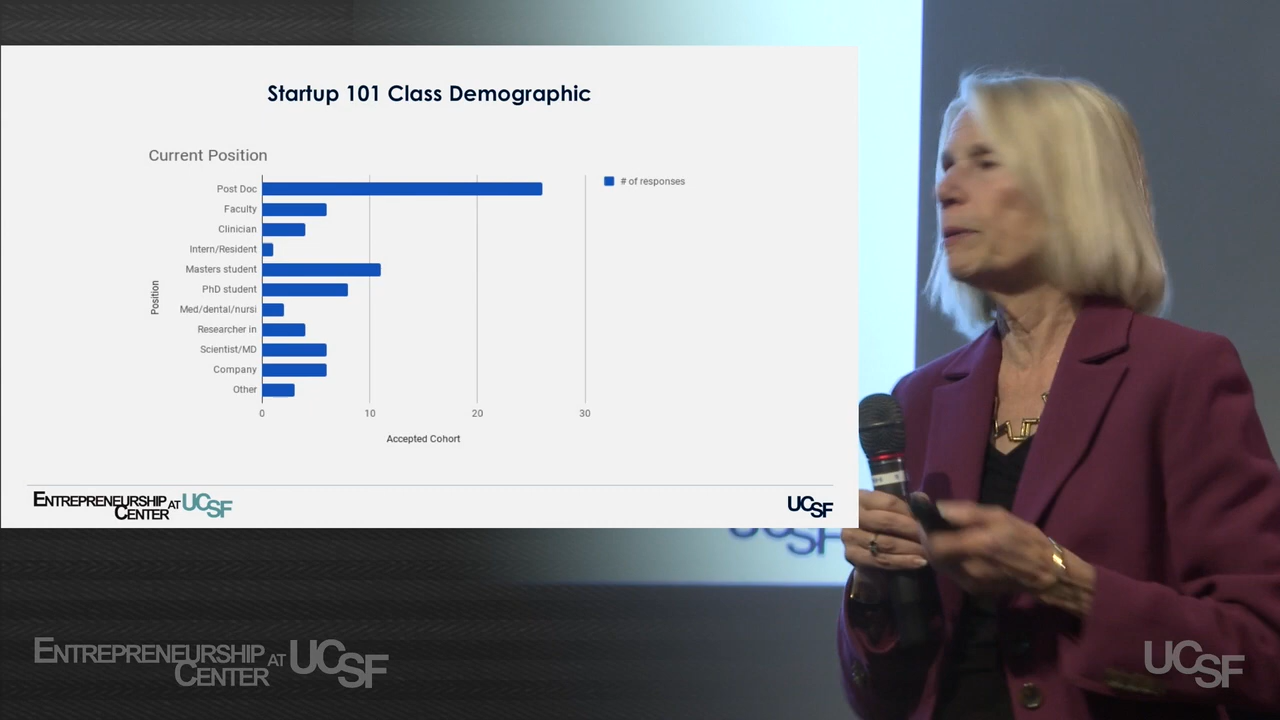 Startup 101 Class Demographic
Current Position
# of responses
Position
Post Doc
Faculty
Clinician
Intern/Resident
Masters student
PhD student
Med/dental/nursi
Researcher in
Scientist/MD
Company
Other
0 10 20 30
Accepted Cohort
ENTREPRENEURSHIP AT UCSF
CENTER
UCSF
UCSF
ENTREPRENEURSHIP AT UCSF
CENTER
UCSF